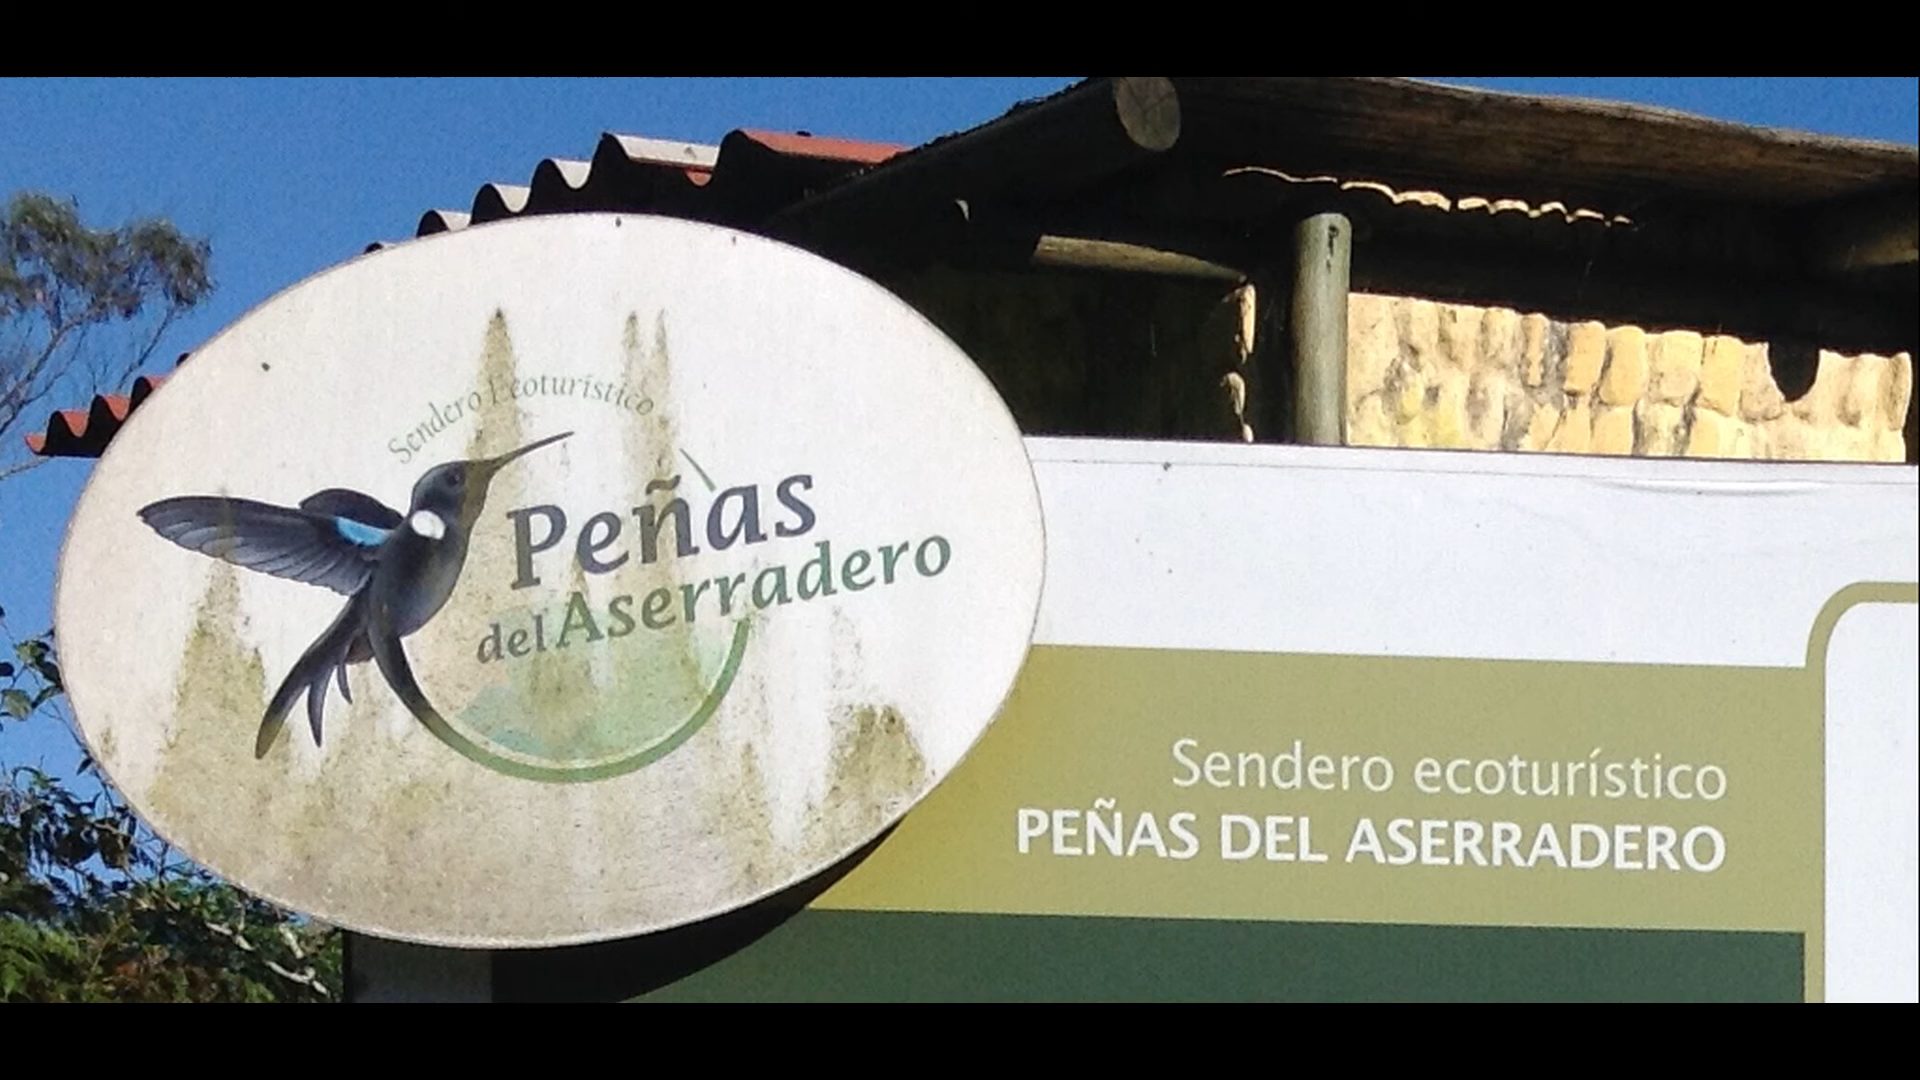 Sendero Ecoturístico
Peñas
del Aserradero
Sendero ecoturístico
PEÑAS DEL ASERRADERO